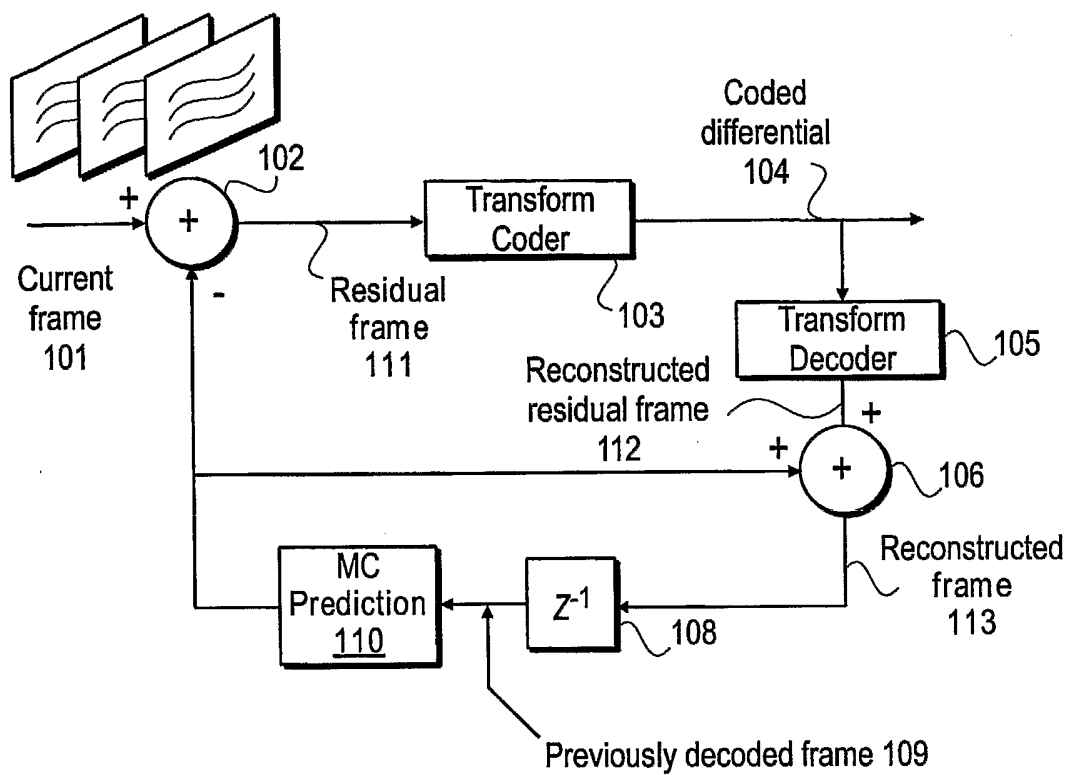 102
+
+
-
Current
frame
101
Residual
frame
111
Transform
Coder
103
Coded
differential
104
Transform
Decoder
105
Reconstructed
residual frame
112
+
+
+
106
Reconstructed
frame
113
MC
Prediction
110
Z⁻¹
108
Previously decoded frame 109